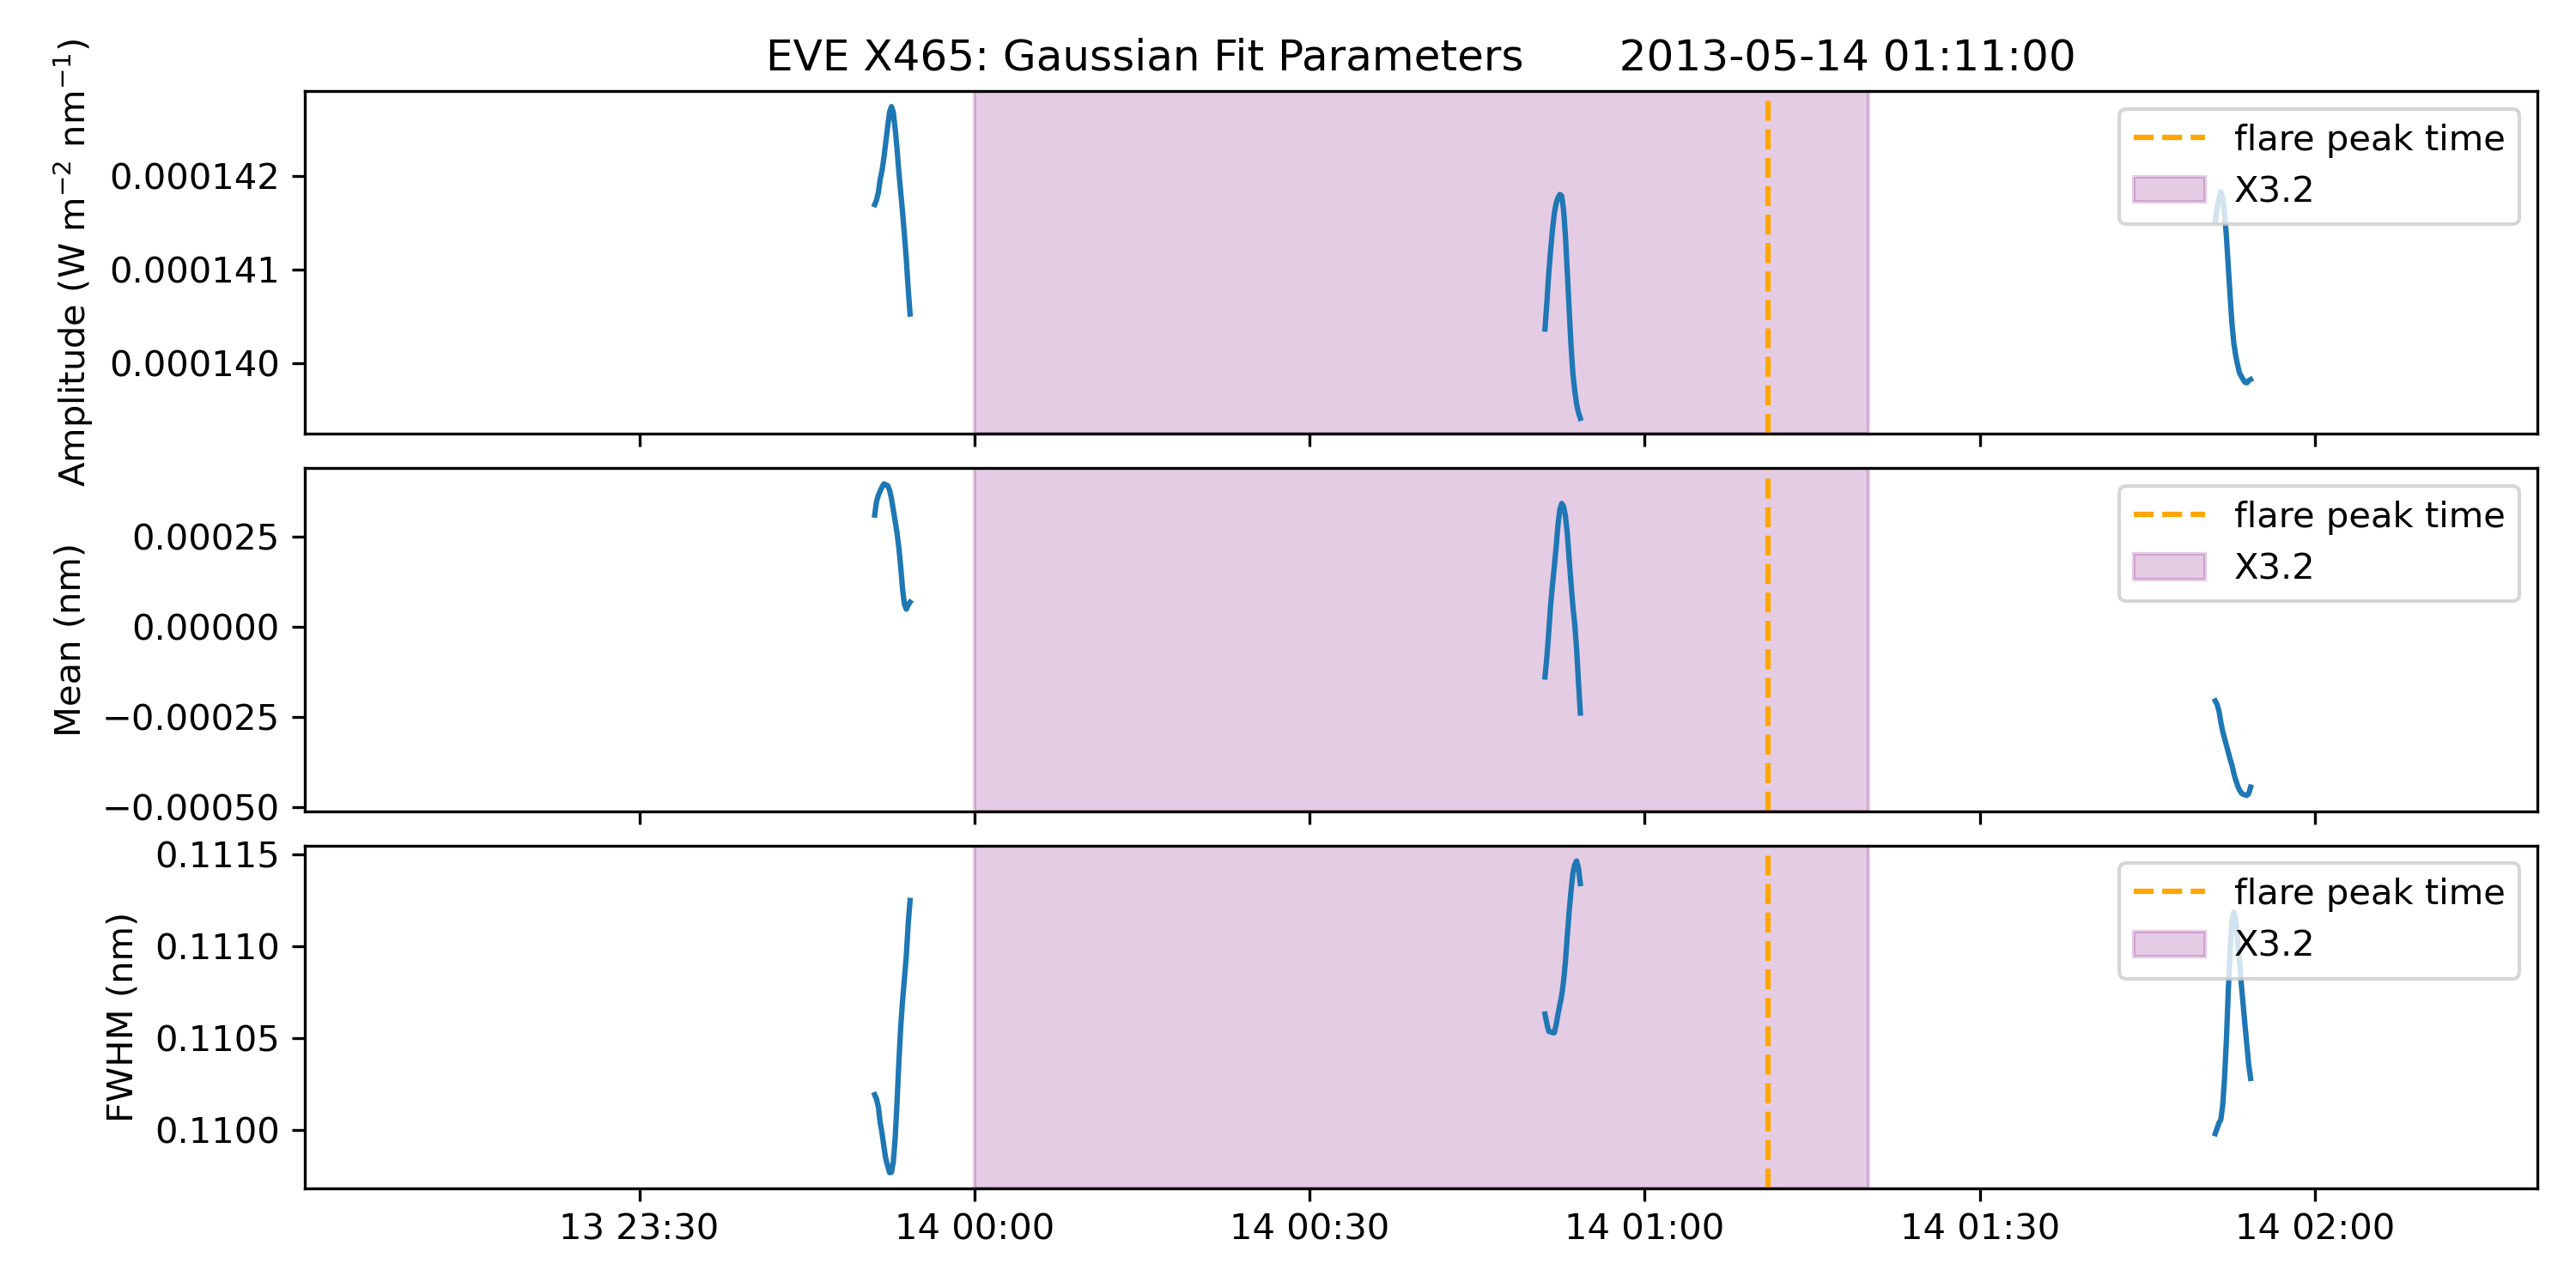 EVE X465: Gaussian Fit Parameters 2013-05-14 01:11:00
Amplitude (W m⁻² nm⁻¹)
0.000142
0.000141
0.000140
flare peak time
X3.2
Mean (nm)
0.00025
0.00000
−0.00025
−0.00050
flare peak time
X3.2
FWHM (nm)
0.1115
0.1110
0.1105
0.1100
flare peak time
X3.2
13 23:30 14 00:00 14 00:30 14 01:00 14 01:30 14 02:00